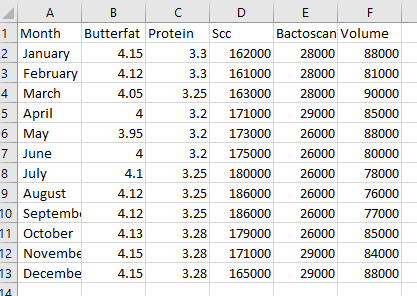 A B C D E F
1 Month Butterfat Protein Scc Bactoscan Volume
2 January 4.15 3.3 162000 28000 88000
3 February 4.12 3.3 161000 28000 81000
4 March 4.05 3.25 163000 28000 90000
5 April 4 3.2 171000 29000 85000
6 May 3.95 3.2 173000 26000 88000
7 June 4 3.2 175000 26000 80000
8 July 4.1 3.25 180000 26000 78000
9 August 4.12 3.25 186000 26000 76000
10 Septembe 4.12 3.25 186000 26000 77000
11 October 4.13 3.28 179000 26000 85000
12 Novembe 4.15 3.28 171000 29000 84000
13 Decembe 4.15 3.28 165000 29000 88000
14